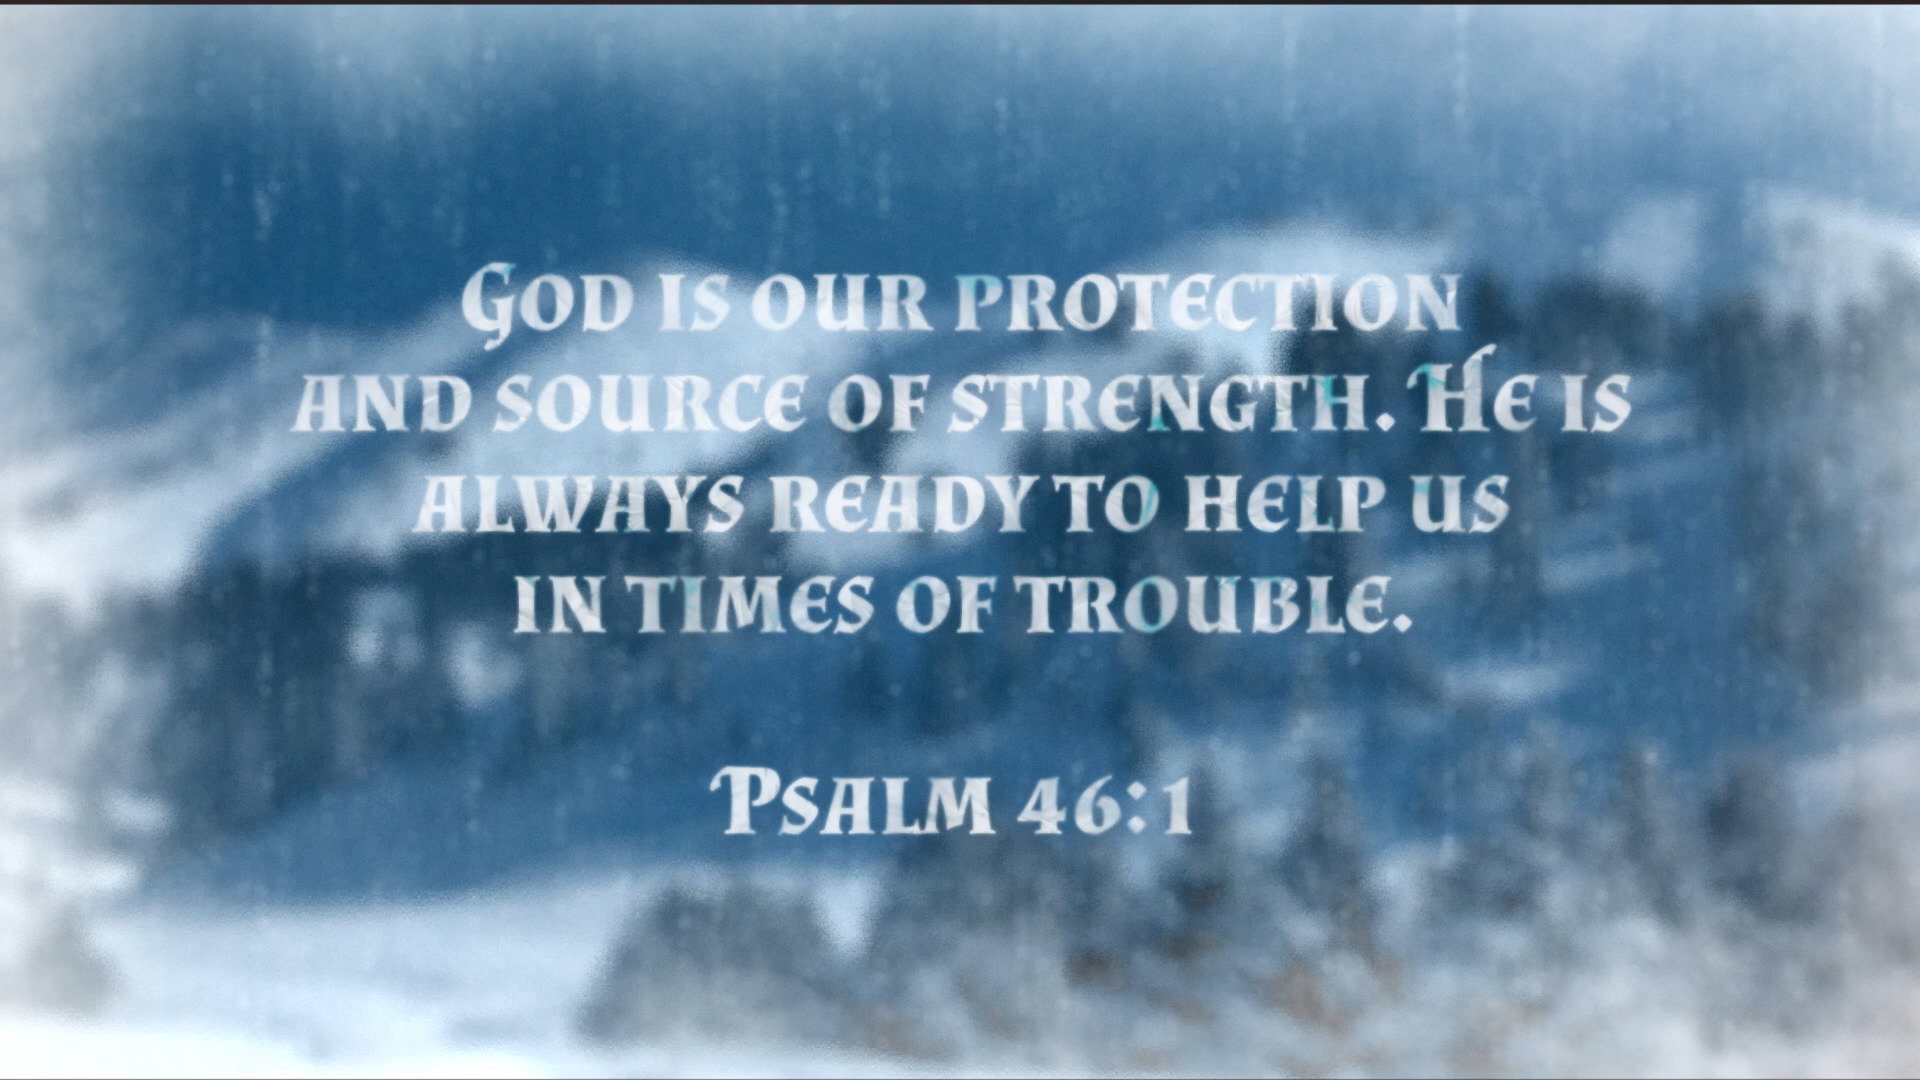 God is our protection
and source of strength. He is
always ready to help us
in times of trouble.
Psalm 46:1